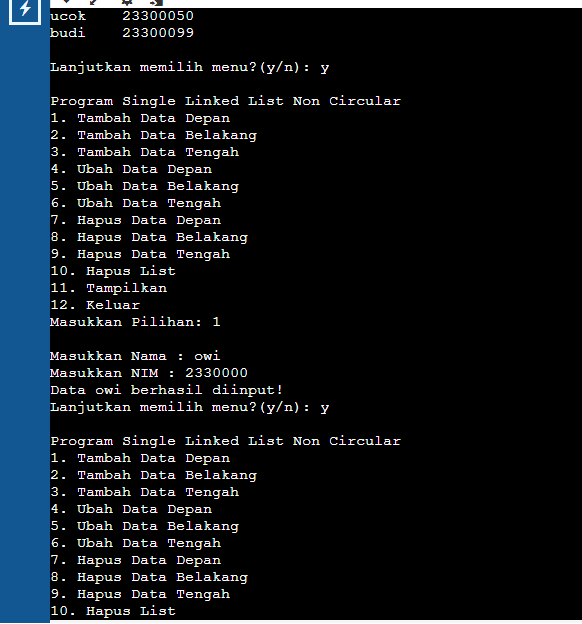 ucok    23300050
budi    23300099
Lanjutkan memilih menu?(y/n): y
Program Single Linked List Non Circular
1. Tambah Data Depan
2. Tambah Data Belakang
3. Tambah Data Tengah
4. Ubah Data Depan
5. Ubah Data Belakang
6. Ubah Data Tengah
7. Hapus Data Depan
8. Hapus Data Belakang
9. Hapus Data Tengah
10. Hapus List
11. Tampilkan
12. Keluar
Masukkan Pilihan: 1
Masukkan Nama : owi
Masukkan NIM : 2330000
Data owi berhasil diinput!
Lanjutkan memilih menu?(y/n): y
Program Single Linked List Non Circular
1. Tambah Data Depan
2. Tambah Data Belakang
3. Tambah Data Tengah
4. Ubah Data Depan
5. Ubah Data Belakang
6. Ubah Data Tengah
7. Hapus Data Depan
8. Hapus Data Belakang
9. Hapus Data Tengah
10. Hapus List